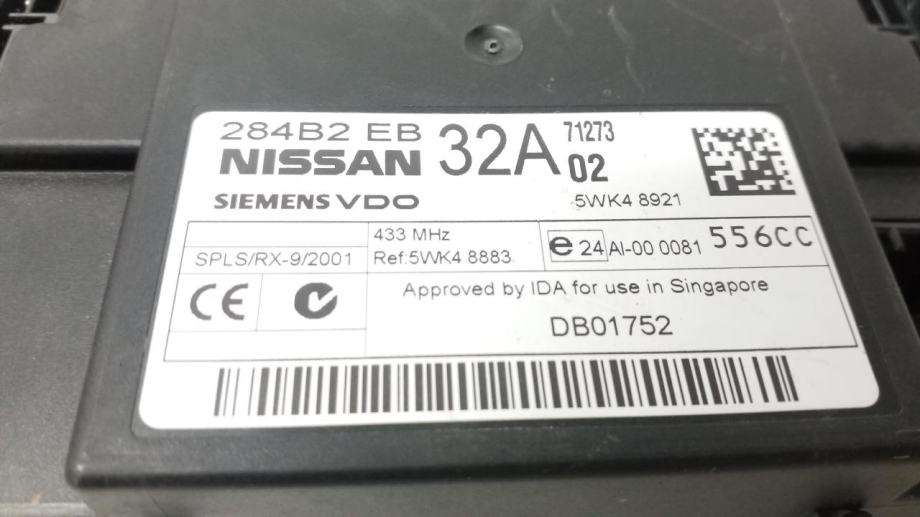 284B2 EB 32A 71273
NISSAN 02
SIEMENS VDO 5WK4 8921
433 MHz
SPLS/RX-9/2001 Ref:5WK4 8883
e 24 AI-00 0081 556CC
CE
Approved by IDA for use in Singapore
DB01752